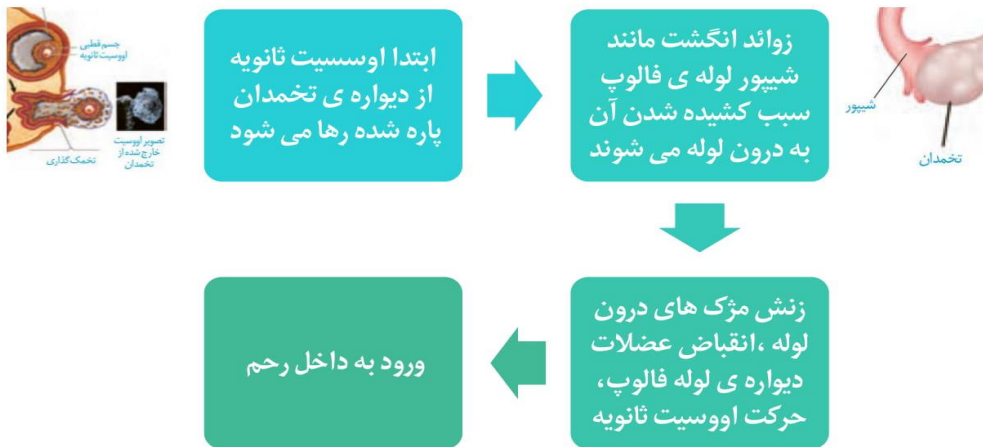 جسم قطبی
اووسیت ثانویه
تصویر اووسیت
خارج شده از
تخمدان
تخمک گذاری
ابتدا اوسسیت ثانویه
از دیواره ی تخمدان
پاره شده رها می شود
زوائد انگشت مانند
شیپور لوله ی فالوپ
سبب کشیده شدن آن
به درون لوله می شوند
شیپور
تخمدان
زنش مژک های درون
لوله ،انقباض عضلات
دیواره ی لوله فالوپ،
حرکت اووسیت ثانویه
ورود به داخل رحم